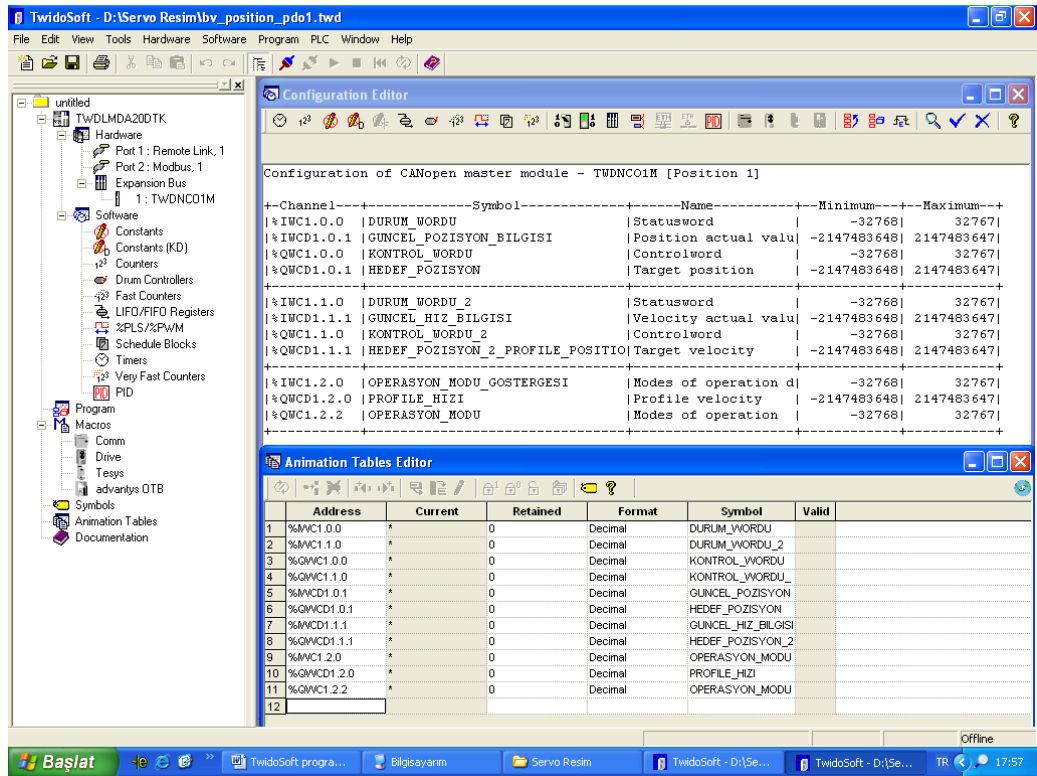 TwidoSoft - D:\Servo Resim\bv_position_pdo1.twd
File Edit View Tools Hardware Software Program PLC Window Help
untitled
TWDLMDA20DTK
Hardware
Port 1 : Remote Link, 1
Port 2 : Modbus, 1
Expansion Bus
1 : TWDNCO1M
Software
Constants
Constants (KD)
Counters
Drum Controllers
Fast Counters
LIFO/FIFO Registers
%PLS/%PWM
Schedule Blocks
Timers
Very Fast Counters
PID
Program
Macros
Comm
Drive
Tesys
advantys OTB
Symbols
Animation Tables
Documentation
Configuration Editor
Configuration of CANopen master module - TWDNCO1M [Position 1]
+-Channel---+-------------Symbol--------------+------Name-----------+--Minimum---+--Maximum--+
|%IWC1.0.0 |DURUM_WORDU |Statusword | -32768| 32767|
|%IWCD1.0.1 |GUNCEL_POZISYON_BILGISI |Position actual valu| -2147483648| 2147483647|
|%QWC1.0.0 |KONTROL_WORDU |Controlword | -32768| 32767|
|%QWCD1.0.1 |HEDEF_POZISYON |Target position | -2147483648| 2147483647|
|%IWC1.1.0 |DURUM_WORDU_2 |Statusword | -32768| 32767|
|%IWCD1.1.1 |GUNCEL_HIZ_BILGISI |Velocity actual valu| -2147483648| 2147483647|
|%QWC1.1.0 |KONTROL_WORDU_2 |Controlword | -32768| 32767|
|%QWCD1.1.1 |HEDEF_POZISYON_2_PROFILE_POSITIO|Target velocity | -2147483648| 2147483647|
|%IWC1.2.0 |OPERASYON_MODU_GOSTERGESI |Modes of operation d| -32768| 32767|
|%QWCD1.2.0 |PROFILE_HIZI |Profile velocity | -2147483648| 2147483647|
|%QWC1.2.2 |OPERASYON_MODU |Modes of operation | -32768| 32767|
Animation Tables Editor
Address Current Retained Format Symbol Valid
1 %IWC1.0.0 * 0 Decimal DURUM_WORDU
2 %IWC1.1.0 * 0 Decimal DURUM_WORDU_2
3 %QWC1.0.0 * 0 Decimal KONTROL_WORDU
4 %QWC1.1.0 * 0 Decimal KONTROL_WORDU_
5 %IWCD1.0.1 * 0 Decimal GUNCEL_POZISYON
6 %QWCD1.0.1 * 0 Decimal HEDEF_POZISYON
7 %IWCD1.1.1 * 0 Decimal GUNCEL_HIZ_BILGISI
8 %QWCD1.1.1 * 0 Decimal HEDEF_POZISYON_2
9 %IWC1.2.0 * 0 Decimal OPERASYON_MODU
10 %QWCD1.2.0 * 0 Decimal PROFILE_HIZI
11 %QWC1.2.2 * 0 Decimal OPERASYON_MODU
12
Offline
Başlat TwidoSoft progra... Bilgisayarım Servo Resim TwidoSoft - D:\Se... TwidoSoft - D:\Se... TR 17:57